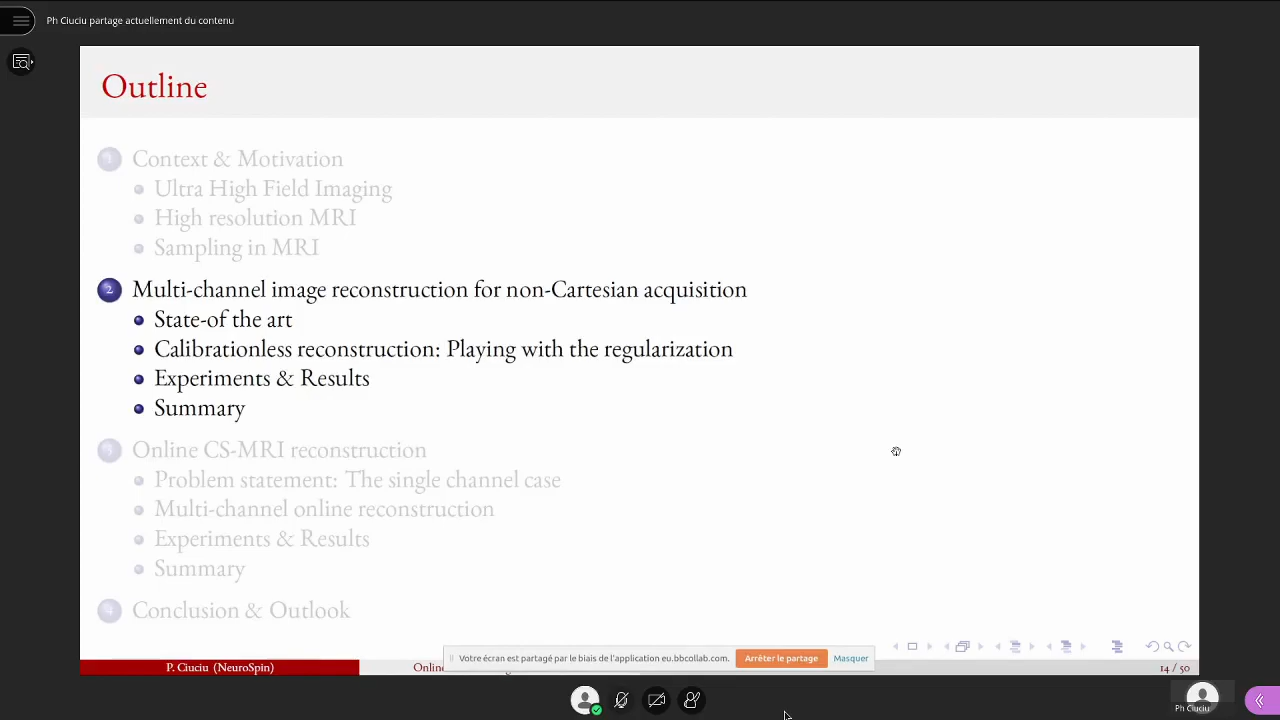 Ph Ciuciu partage actuellement du contenu
Outline
1 Context & Motivation
Ultra High Field Imaging
High resolution MRI
Sampling in MRI
2 Multi-channel image reconstruction for non-Cartesian acquisition
State-of the art
Calibrationless reconstruction: Playing with the regularization
Experiments & Results
Summary
3 Online CS-MRI reconstruction
Problem statement: The single channel case
Multi-channel online reconstruction
Experiments & Results
Summary
4 Conclusion & Outlook
Votre écran est partagé par le biais de l'application eu.bbcollab.com. Arrêter le partage Masquer
P. Ciuciu (NeuroSpin) Online 14 / 50
Ph Ciuciu